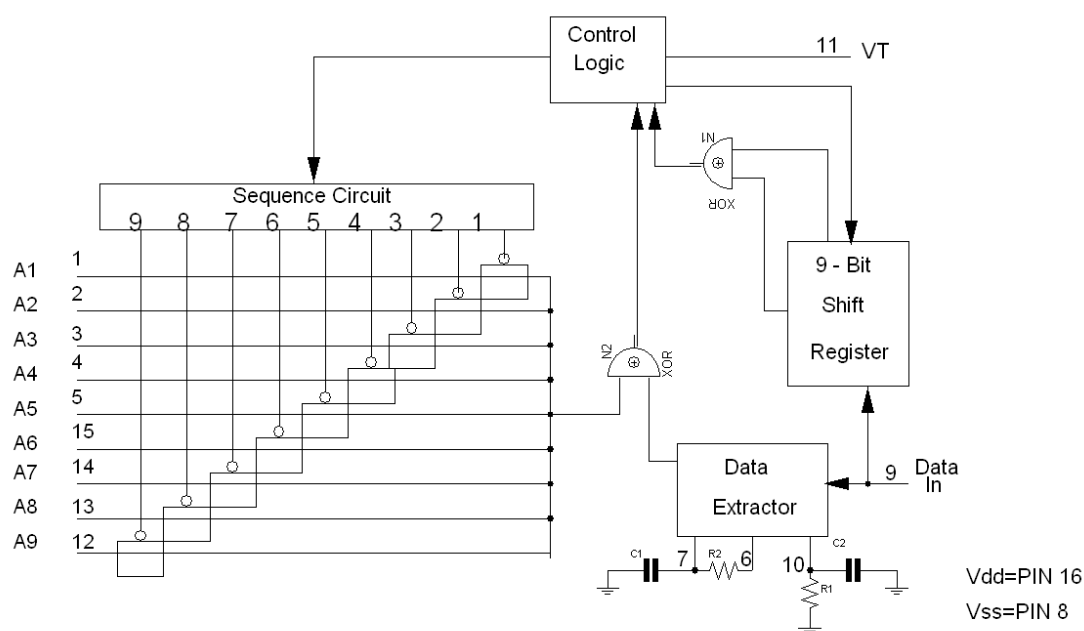 Control
Logic
11
VT
N1
XOR
Sequence Circuit
9 8 7 6 5 4 3 2 1
A1 1
A2 2
A3 3
A4 4
A5 5
A6 15
A7 14
A8 13
A9 12
9 - Bit
Shift
Register
N2
XOR
Data
Extractor
9
Data
In
C1
7
R2
6
10
C2
R1
Vdd=PIN 16
Vss=PIN 8